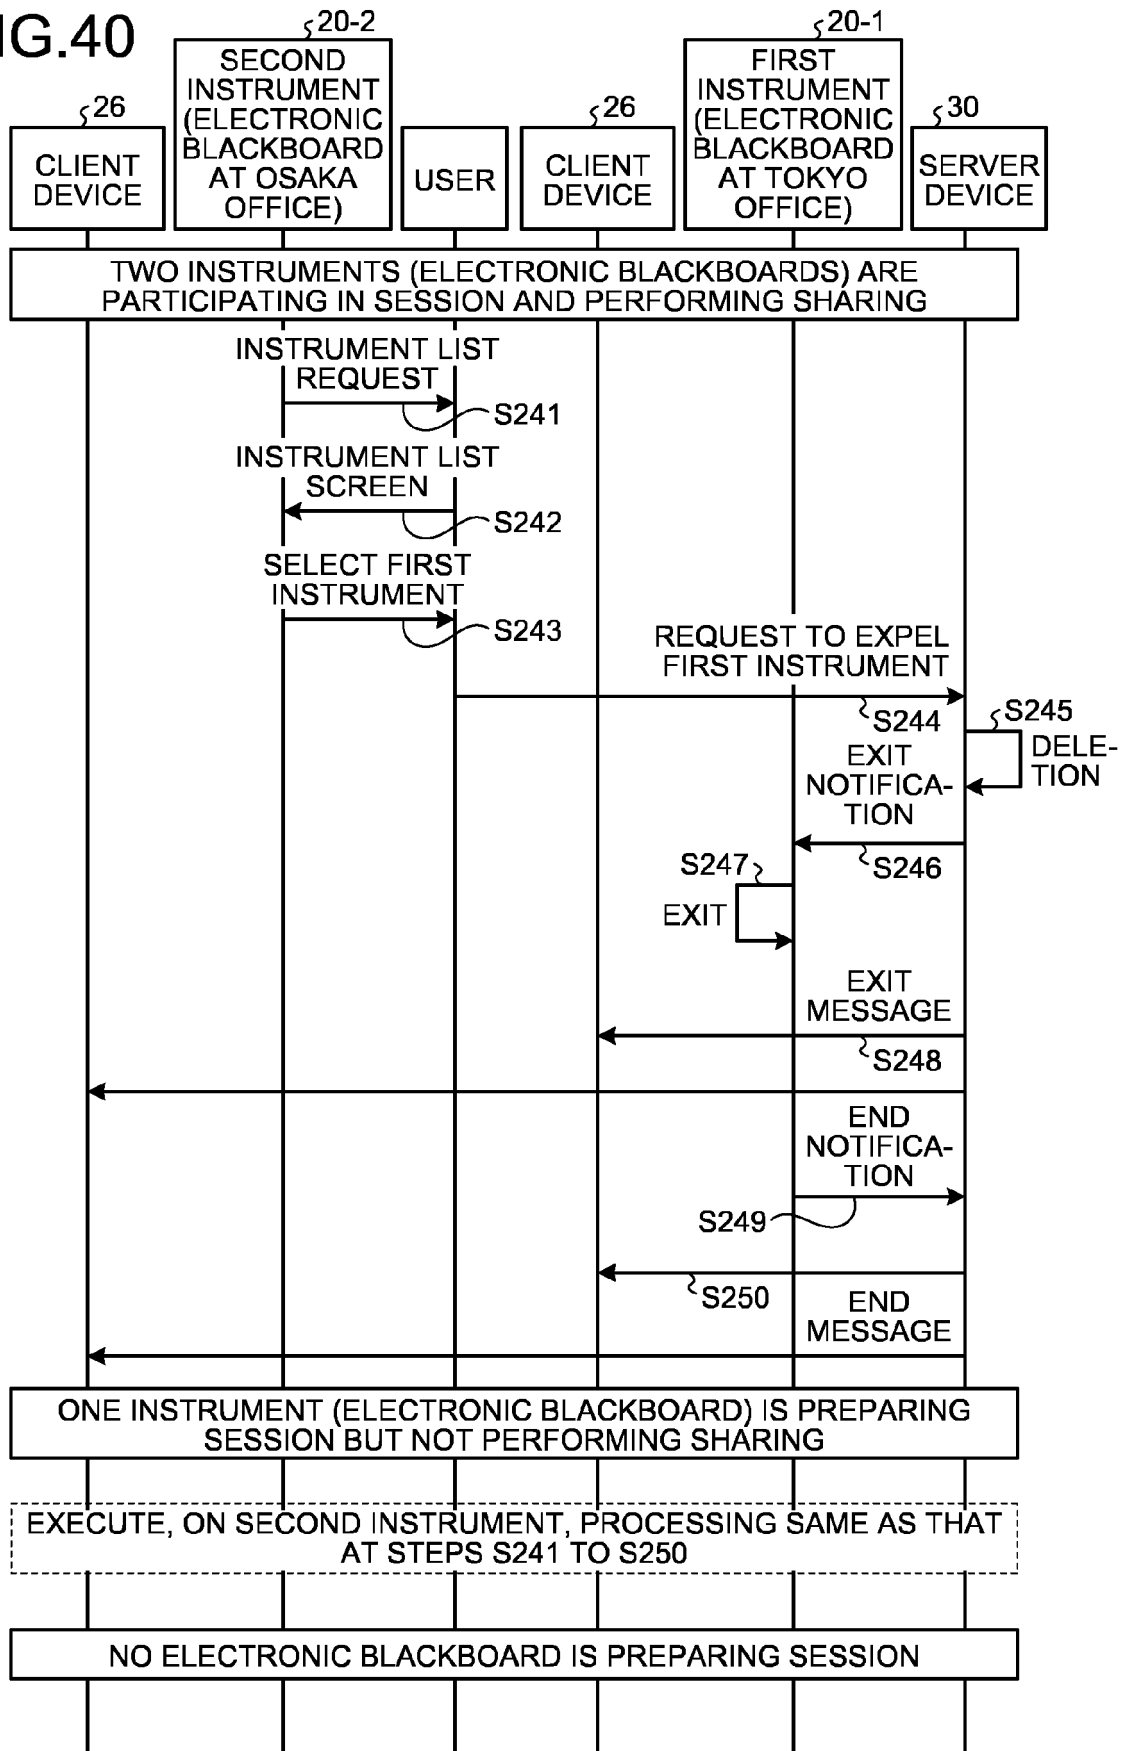 IG.40
20-2
20-1
SECOND
INSTRUMENT
(ELECTRONIC
BLACKBOARD
AT OSAKA
OFFICE)
FIRST
INSTRUMENT
(ELECTRONIC
BLACKBOARD
AT TOKYO
OFFICE)
26
26
30
CLIENT
DEVICE
USER
CLIENT
DEVICE
SERVER
DEVICE
TWO INSTRUMENTS (ELECTRONIC BLACKBOARDS) ARE
PARTICIPATING IN SESSION AND PERFORMING SHARING
INSTRUMENT LIST
REQUEST
S241
INSTRUMENT LIST
SCREEN
S242
SELECT FIRST
INSTRUMENT
S243
REQUEST TO EXPEL
FIRST INSTRUMENT
S244
S245
DELE-
TION
EXIT
NOTIFICA-
TION
S246
S247
EXIT
EXIT
MESSAGE
S248
END
NOTIFICA-
TION
S249
S250
END
MESSAGE
ONE INSTRUMENT (ELECTRONIC BLACKBOARD) IS PREPARING
SESSION BUT NOT PERFORMING SHARING
EXECUTE, ON SECOND INSTRUMENT, PROCESSING SAME AS THAT
AT STEPS S241 TO S250
NO ELECTRONIC BLACKBOARD IS PREPARING SESSION